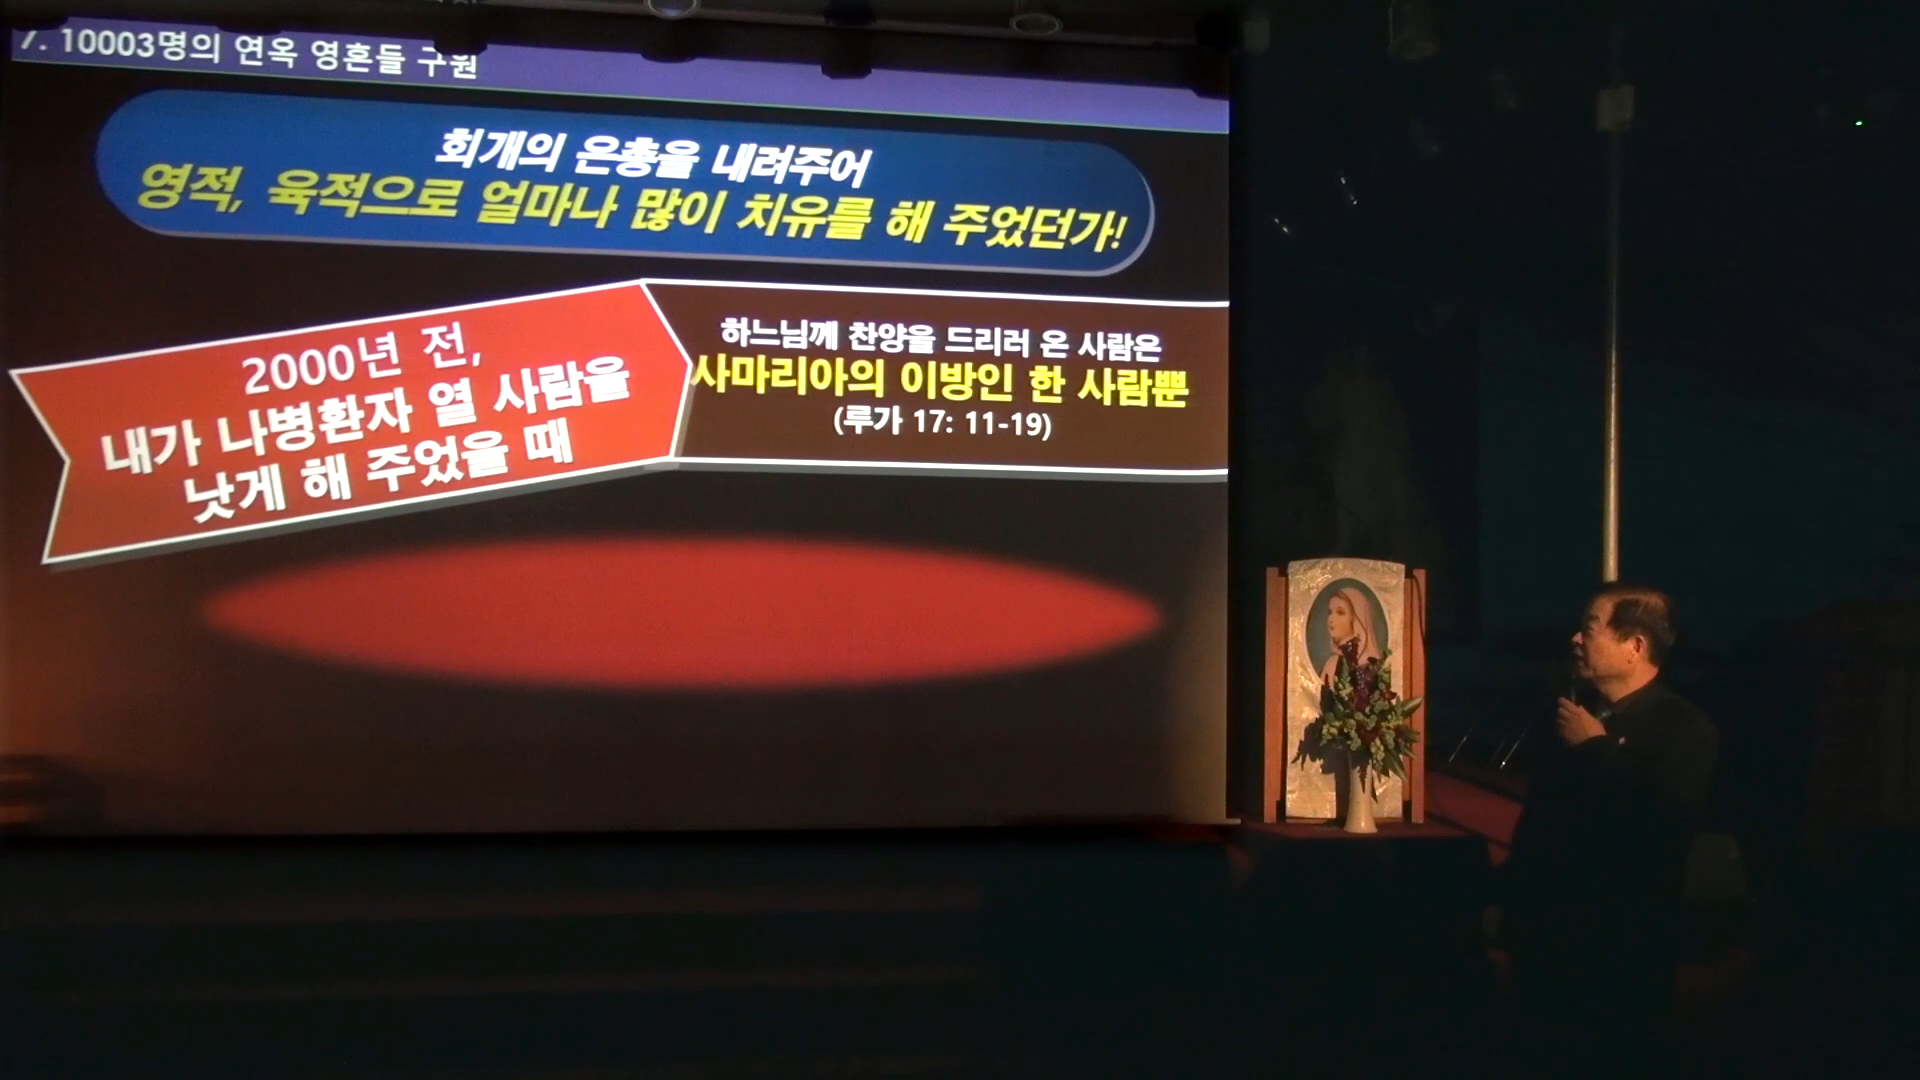 7. 10003명의 연옥 영혼들 구원
회개의 은총을 내려주어
영적, 육적으로 얼마나 많이 치유를 해 주었던가!
2000년 전,
내가 나병환자 열 사람을
낫게 해 주었을 때
하느님께 찬양을 드리러 온 사람은
사마리아의 이방인 한 사람뿐
(루가 17: 11-19)